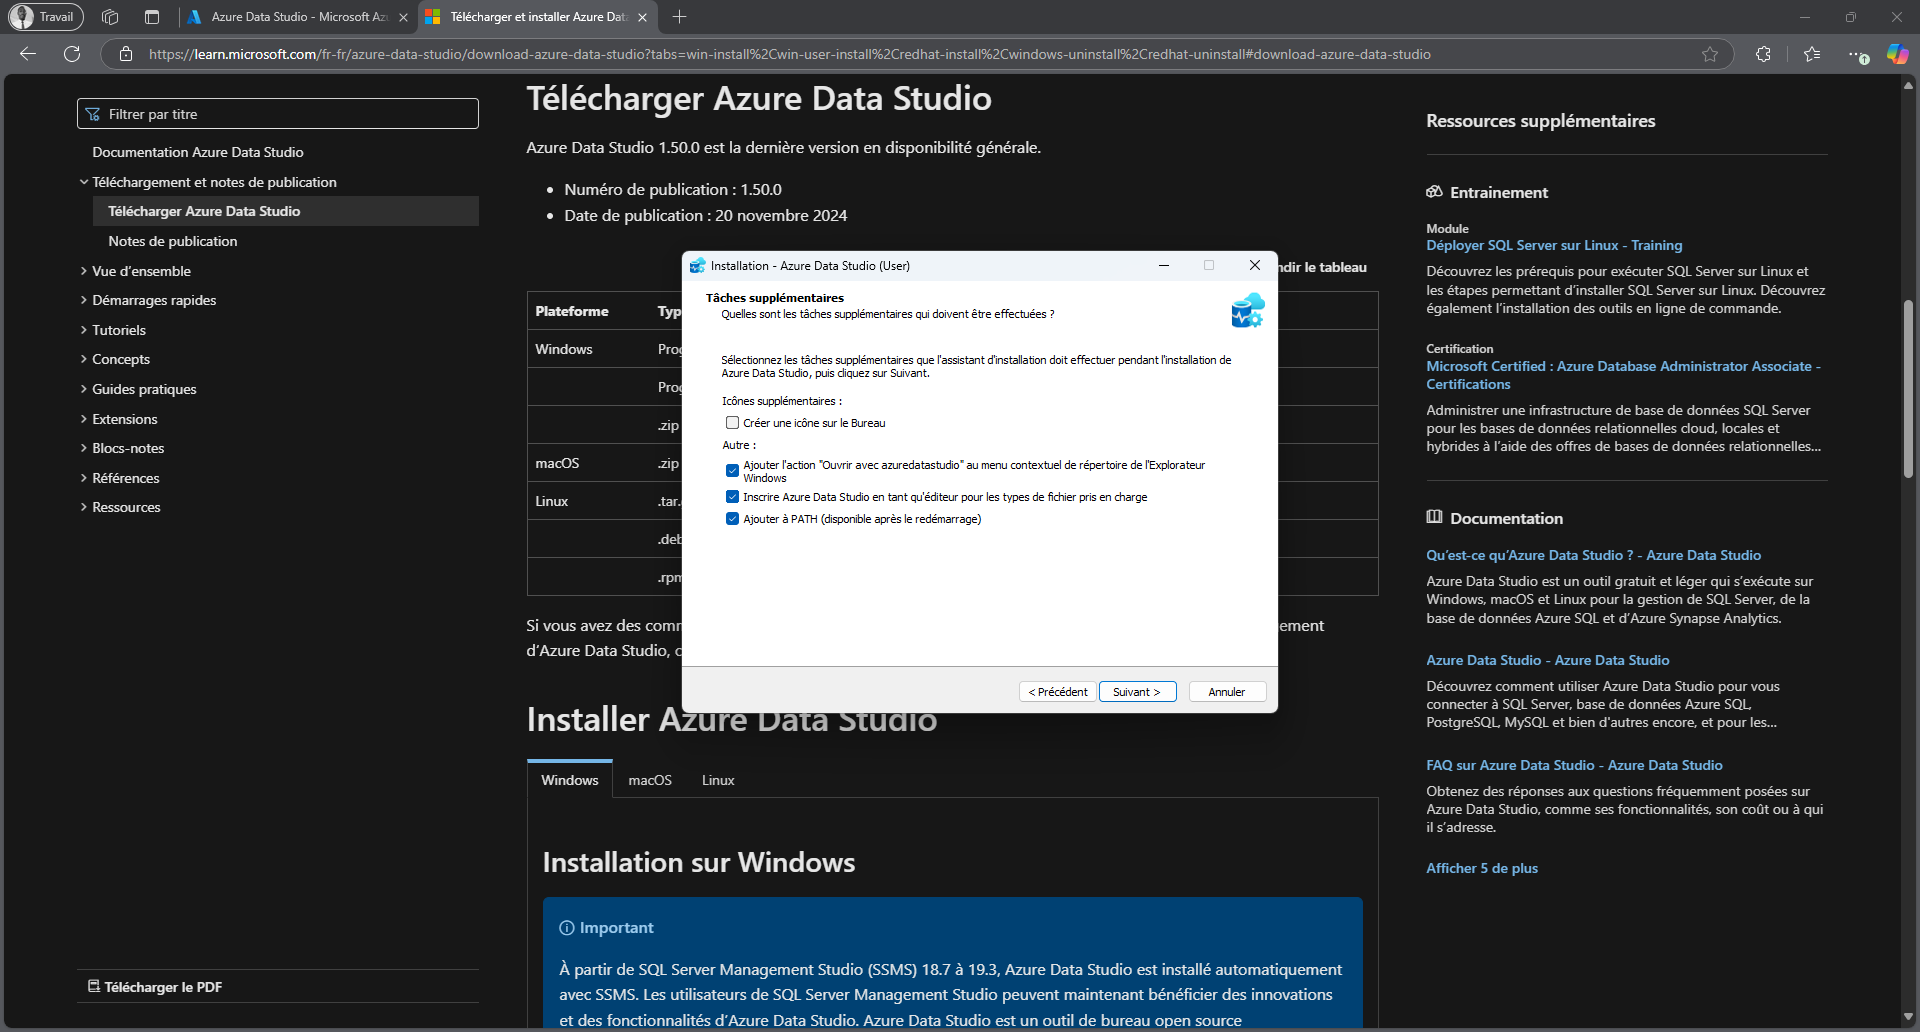 Travail
Azure Data Studio - Microsoft Az
Télécharger et installer Azure Dat
https://learn.microsoft.com/fr-fr/azure-data-studio/download-azure-data-studio?tabs=win-install%2Cwin-user-install%2Credhat-install%2Cwindows-uninstall%2Credhat-uninstall#download-azure-data-studio
Filtrer par titre
Documentation Azure Data Studio
Téléchargement et notes de publication
Télécharger Azure Data Studio
Notes de publication
Vue d'ensemble
Démarrages rapides
Tutoriels
Concepts
Guides pratiques
Extensions
Blocs-notes
Références
Ressources
Télécharger le PDF
Télécharger Azure Data Studio
Azure Data Studio 1.50.0 est la dernière version en disponibilité générale.
• Numéro de publication : 1.50.0
• Date de publication : 20 novembre 2024
ndir le tableau
Plateforme
Typ
Windows
Prog
Prog
.zip
macOS
.zip
Linux
.tar.
.deb
.rpm
Si vous avez des comm
ement
d'Azure Data Studio, c
Installation - Azure Data Studio (User)
Tâches supplémentaires
Quelles sont les tâches supplémentaires qui doivent être effectuées ?
Sélectionnez les tâches supplémentaires que l'assistant d'installation doit effectuer pendant l'installation de
Azure Data Studio, puis cliquez sur Suivant.
Icônes supplémentaires :
Créer une icône sur le Bureau
Autre :
Ajouter l'action "Ouvrir avec azuredatastudio" au menu contextuel de répertoire de l'Explorateur
Windows
Inscrire Azure Data Studio en tant qu'éditeur pour les types de fichier pris en charge
Ajouter à PATH (disponible après le redémarrage)
< Précédent
Suivant >
Annuler
Installer Azure Data Studio
Windows
macOS
Linux
Installation sur Windows
Important
À partir de SQL Server Management Studio (SSMS) 18.7 à 19.3, Azure Data Studio est installé automatiquement
avec SSMS. Les utilisateurs de SQL Server Management Studio peuvent maintenant bénéficier des innovations
et des fonctionnalités d'Azure Data Studio. Azure Data Studio est un outil de bureau open source
Ressources supplémentaires
Entrainement
Module
Déployer SQL Server sur Linux - Training
Découvrez les prérequis pour exécuter SQL Server sur Linux et
les étapes permettant d'installer SQL Server sur Linux. Découvrez
également l'installation des outils en ligne de commande.
Certification
Microsoft Certified : Azure Database Administrator Associate -
Certifications
Administrer une infrastructure de base de données SQL Server
pour les bases de données relationnelles cloud, locales et
hybrides à l'aide des offres de bases de données relationnelles...
Documentation
Qu'est-ce qu'Azure Data Studio ? - Azure Data Studio
Azure Data Studio est un outil gratuit et léger qui s'exécute sur
Windows, macOS et Linux pour la gestion de SQL Server, de la
base de données Azure SQL et d'Azure Synapse Analytics.
Azure Data Studio - Azure Data Studio
Découvrez comment utiliser Azure Data Studio pour vous
connecter à SQL Server, base de données Azure SQL,
PostgreSQL, MySQL et bien d'autres encore, et pour les...
FAQ sur Azure Data Studio - Azure Data Studio
Obtenez des réponses aux questions fréquemment posées sur
Azure Data Studio, comme ses fonctionnalités, son coût ou à qui
il s'adresse.
Afficher 5 de plus